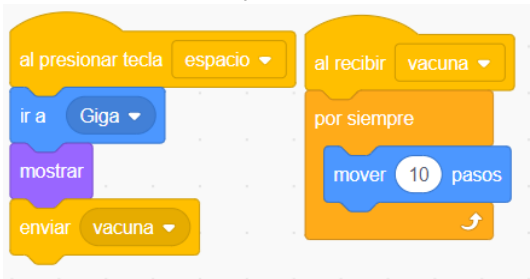 al presionar tecla espacio
ir a Giga
mostrar
enviar vacuna
al recibir vacuna
por siempre
mover 10 pasos